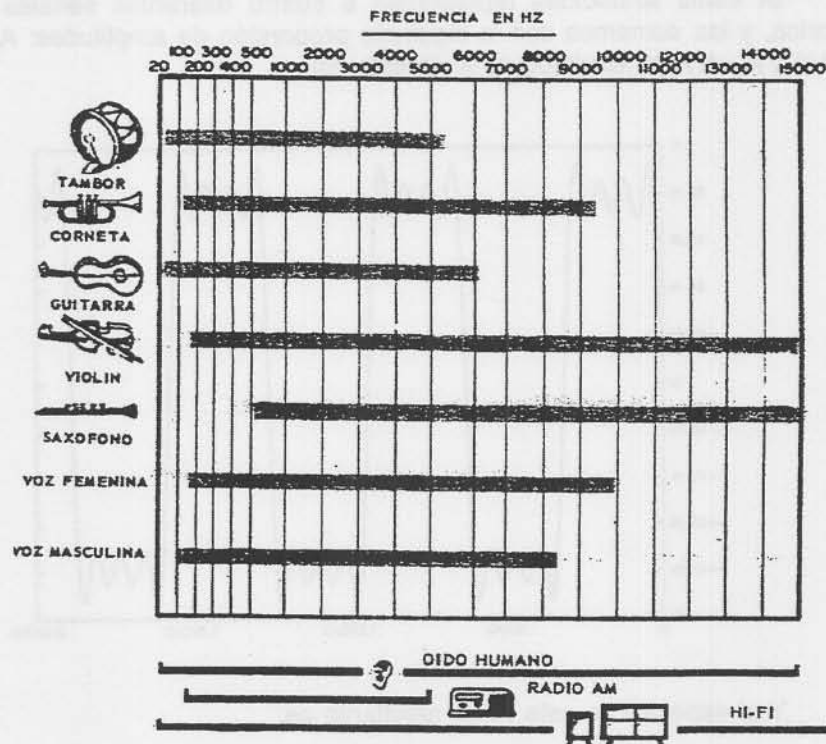 FRECUENCIA EN HZ
100 300 500 2000 4000 6000 8000 10000 12000 14000
20 200 400 1000 3000 5000 7000 9000 11000 13000 15000
TAMBOR
CORNETA
GUITARRA
VIOLIN
SAXOFONO
VOZ FEMENINA
VOZ MASCULINA
OIDO HUMANO
RADIO AM
HI-FI